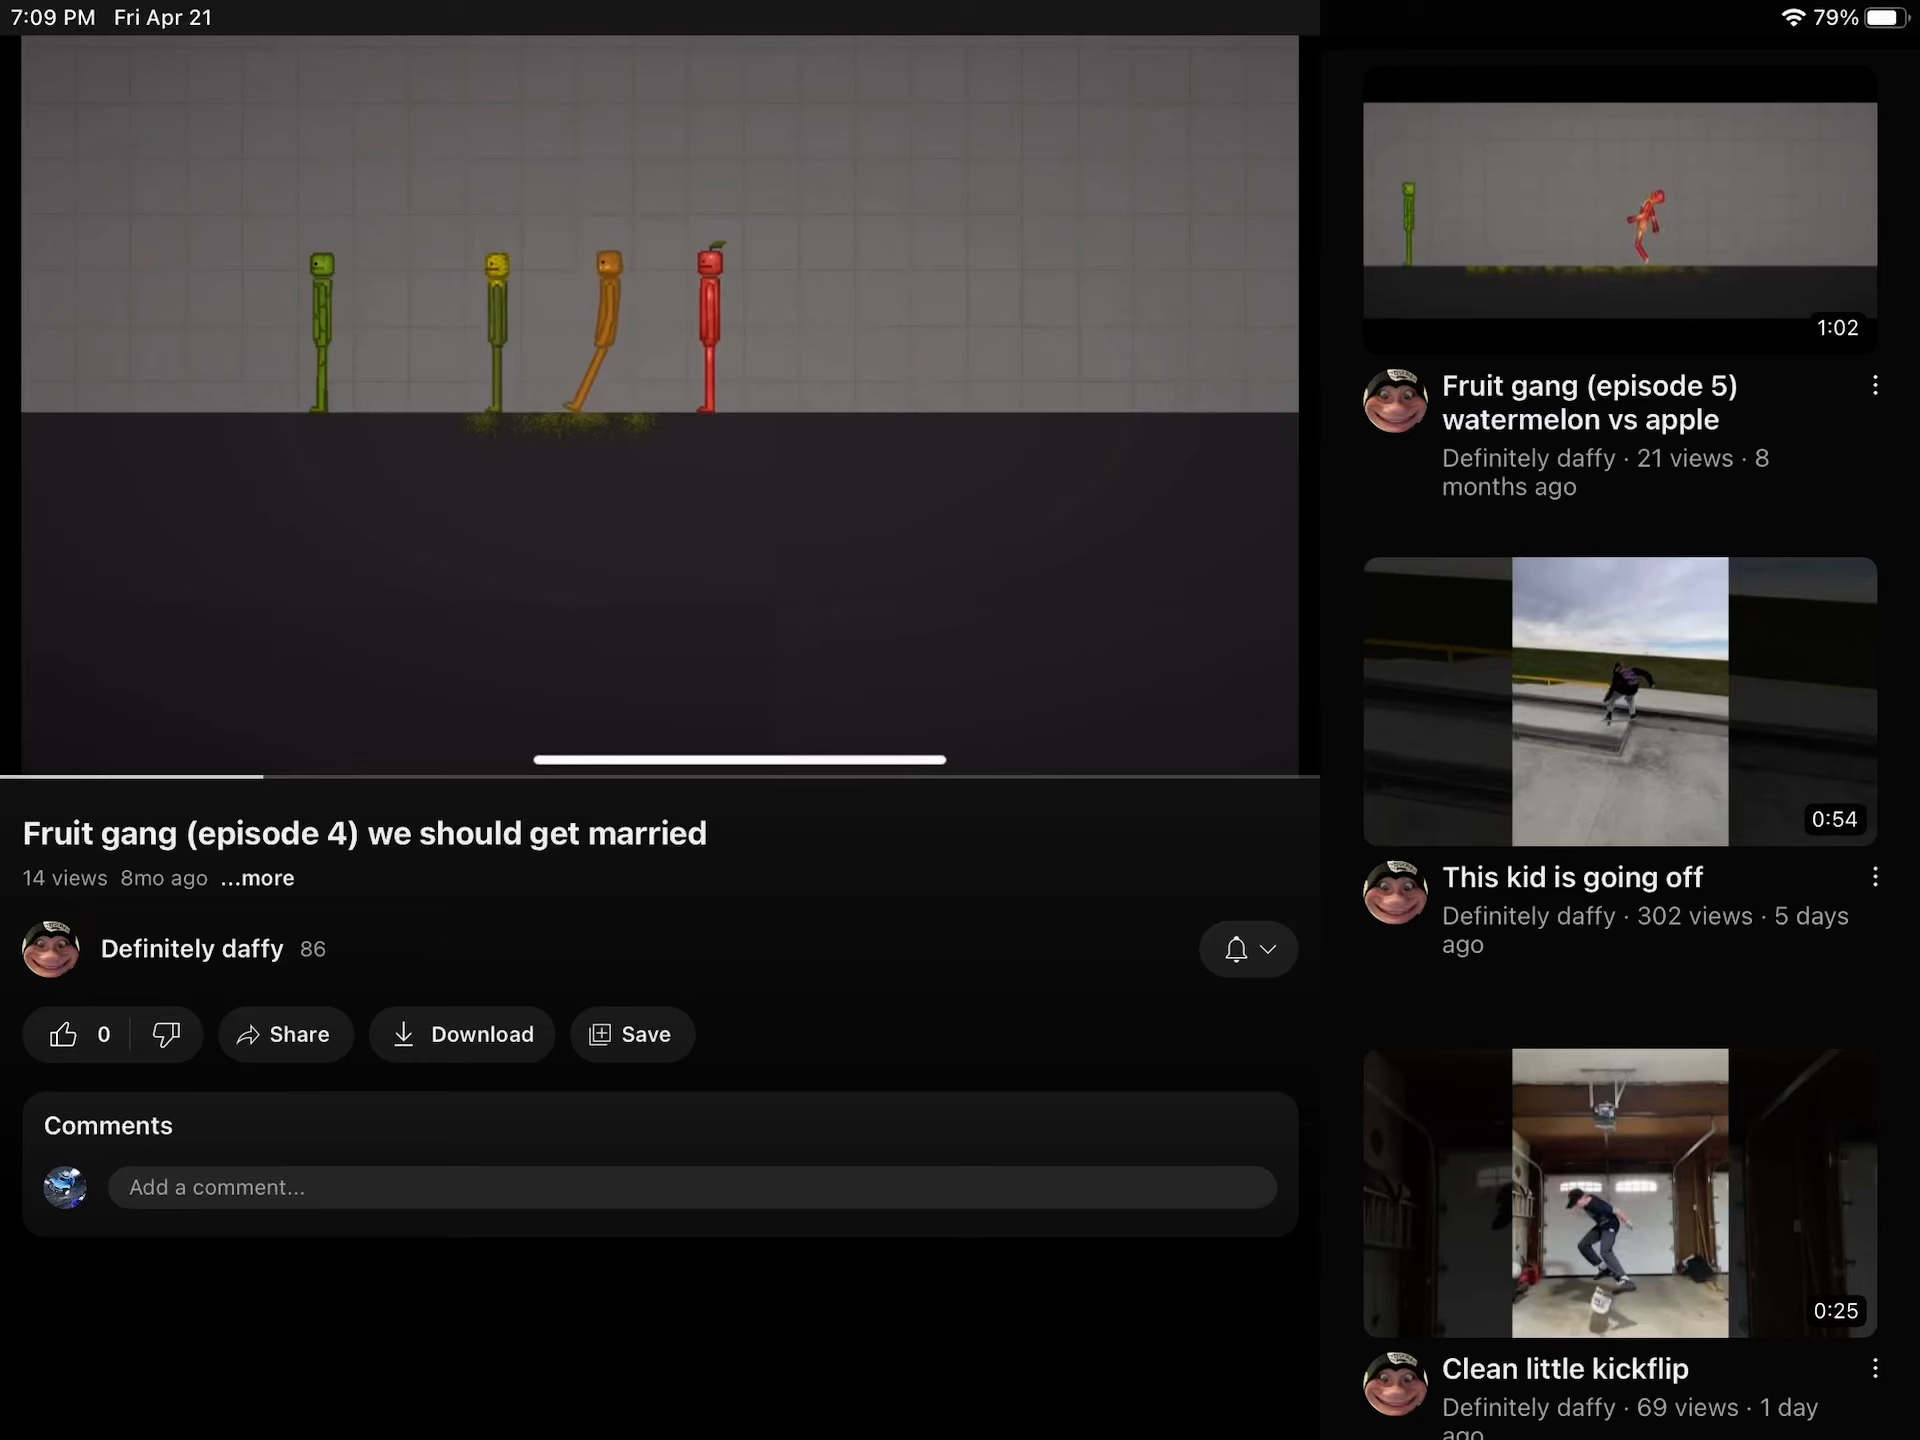 7:09 PM Fri Apr 21
79%
1:02
Fruit gang (episode 5)
watermelon vs apple
Definitely daffy · 21 views · 8
months ago
0:54
This kid is going off
Definitely daffy · 302 views · 5 days
ago
0:25
Clean little kickflip
Definitely daffy · 69 views · 1 day
ago
Fruit gang (episode 4) we should get married
14 views 8mo ago ...more
Definitely daffy 86
0 Share Download Save
Comments
Add a comment...